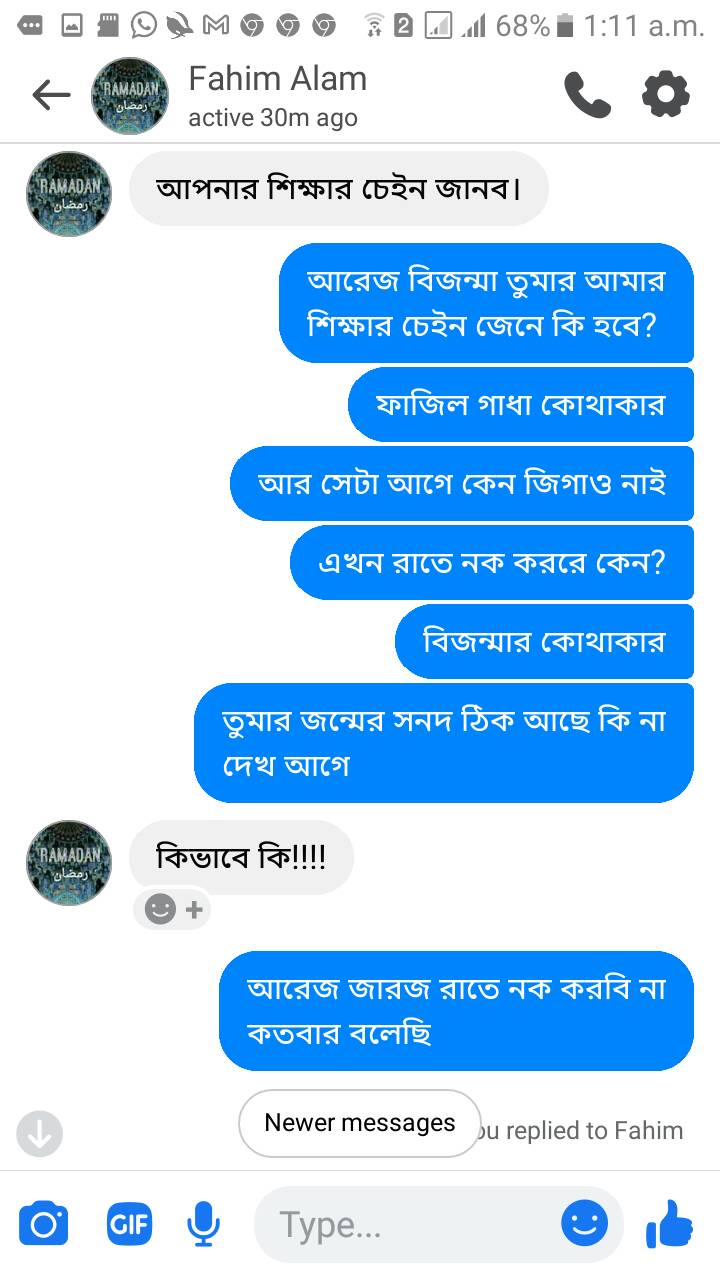 2 68% 1:11 a.m.
Fahim Alam
active 30m ago
RAMADAN
رمضان
RAMADAN
رمضان
আপনার শিক্ষার চেইন জানব।
আরেজ বিজন্মা তুমার আমার
শিক্ষার চেইন জেনে কি হবে?
ফাজিল গাধা কোথাকার
আর সেটা আগে কেন জিগাও নাই
এখন রাতে নক কররে কেন?
বিজন্মার কোথাকার
তুমার জন্মের সনদ ঠিক আছে কি না
দেখ আগে
RAMADAN
رمضان
কিভাবে কি!!!!
আরেজ জারজ রাতে নক করবি না
কতবার বলেছি
Newer messages
ou replied to Fahim
GIF
Type...